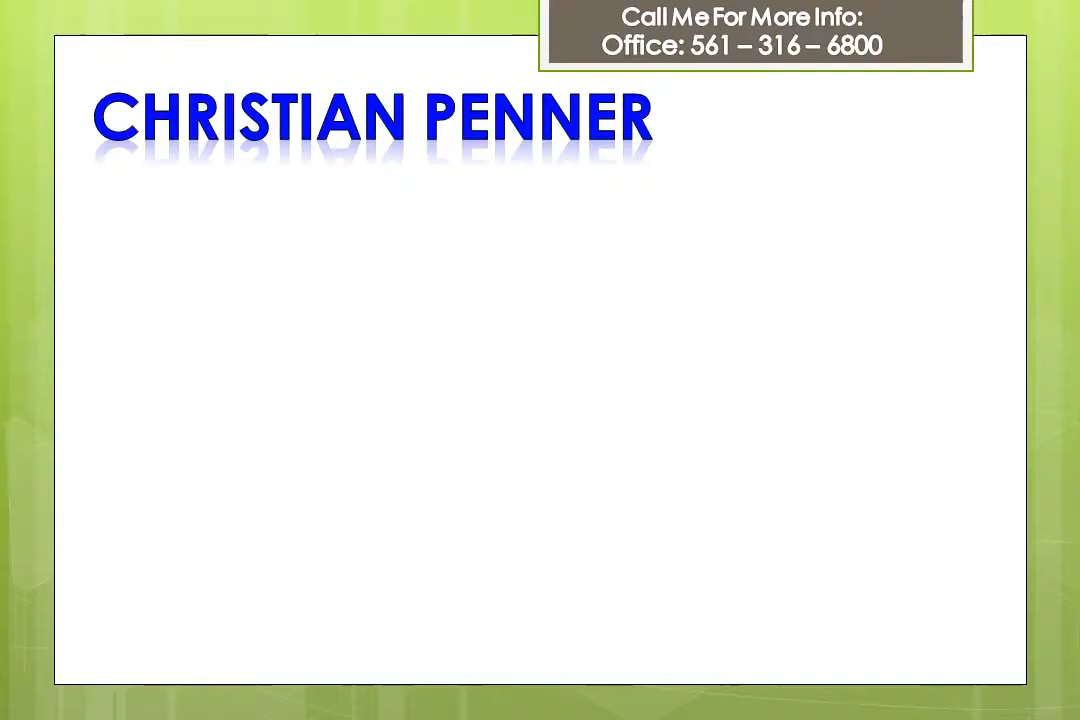 Call Me For More Info:
Office: 561 – 316 – 6800
CHRISTIAN PENNER